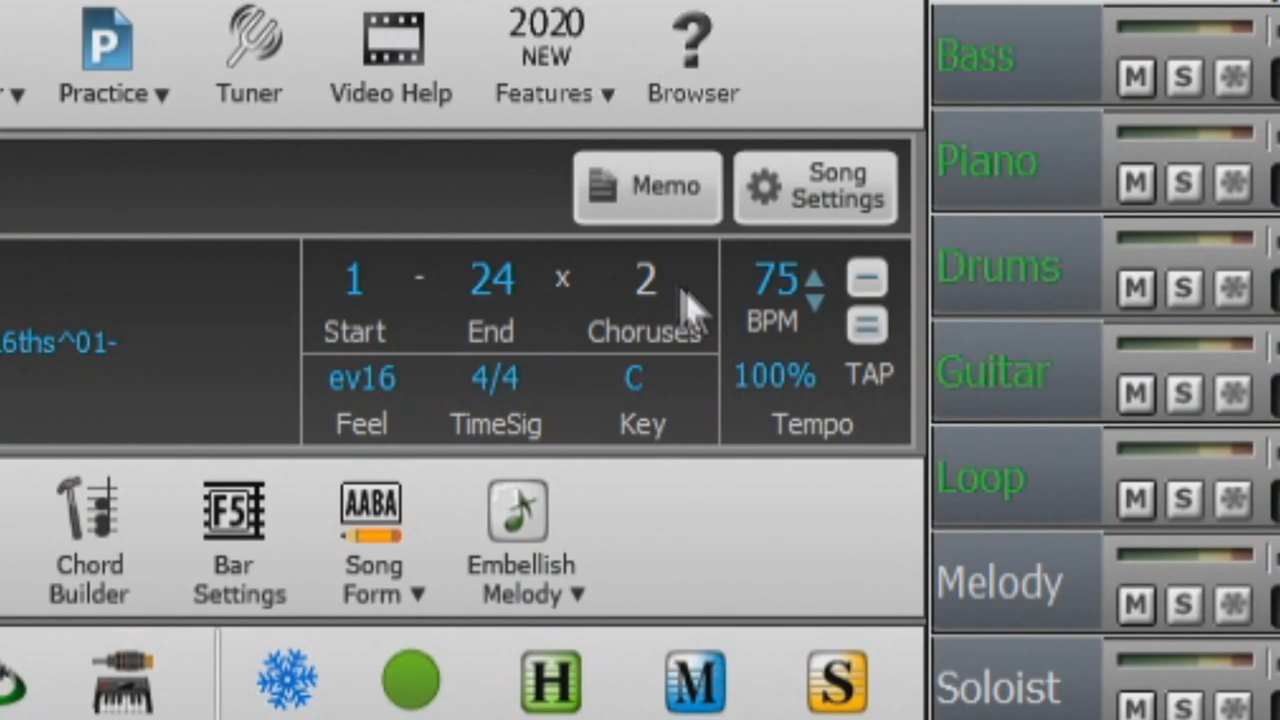 Practice ▼
Tuner
Video Help
2020
NEW
Features ▼
? Browser
Memo
Song
Settings
1 - 24 x 2
Start End Choruses
75
BPM
6ths^01-
ev16 4/4 C
Feel TimeSig Key
100%
Tempo
TAP
Chord
Builder
F5
Bar
Settings
AABA
Song
Form ▼
Embellish
Melody ▼
H
M
S
Bass
M S
Piano
M S
Drums
M S
Guitar
M S
Loop
M S
Melody
M S
Soloist
M S